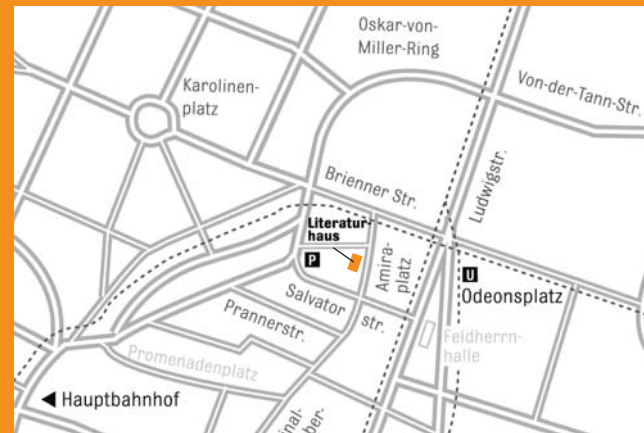 Oskar-von-
Miller-Ring
Karolinen-
platz
Von-der-Tann-Str.
Ludwigstr.
Brienner Str.
Literatur-
haus
P
Amira-
platz
U
Odeonsplatz
Salvator
str.
Prannerstr.
Feldherrn-
halle
Promenadenplatz
Hauptbahnhof